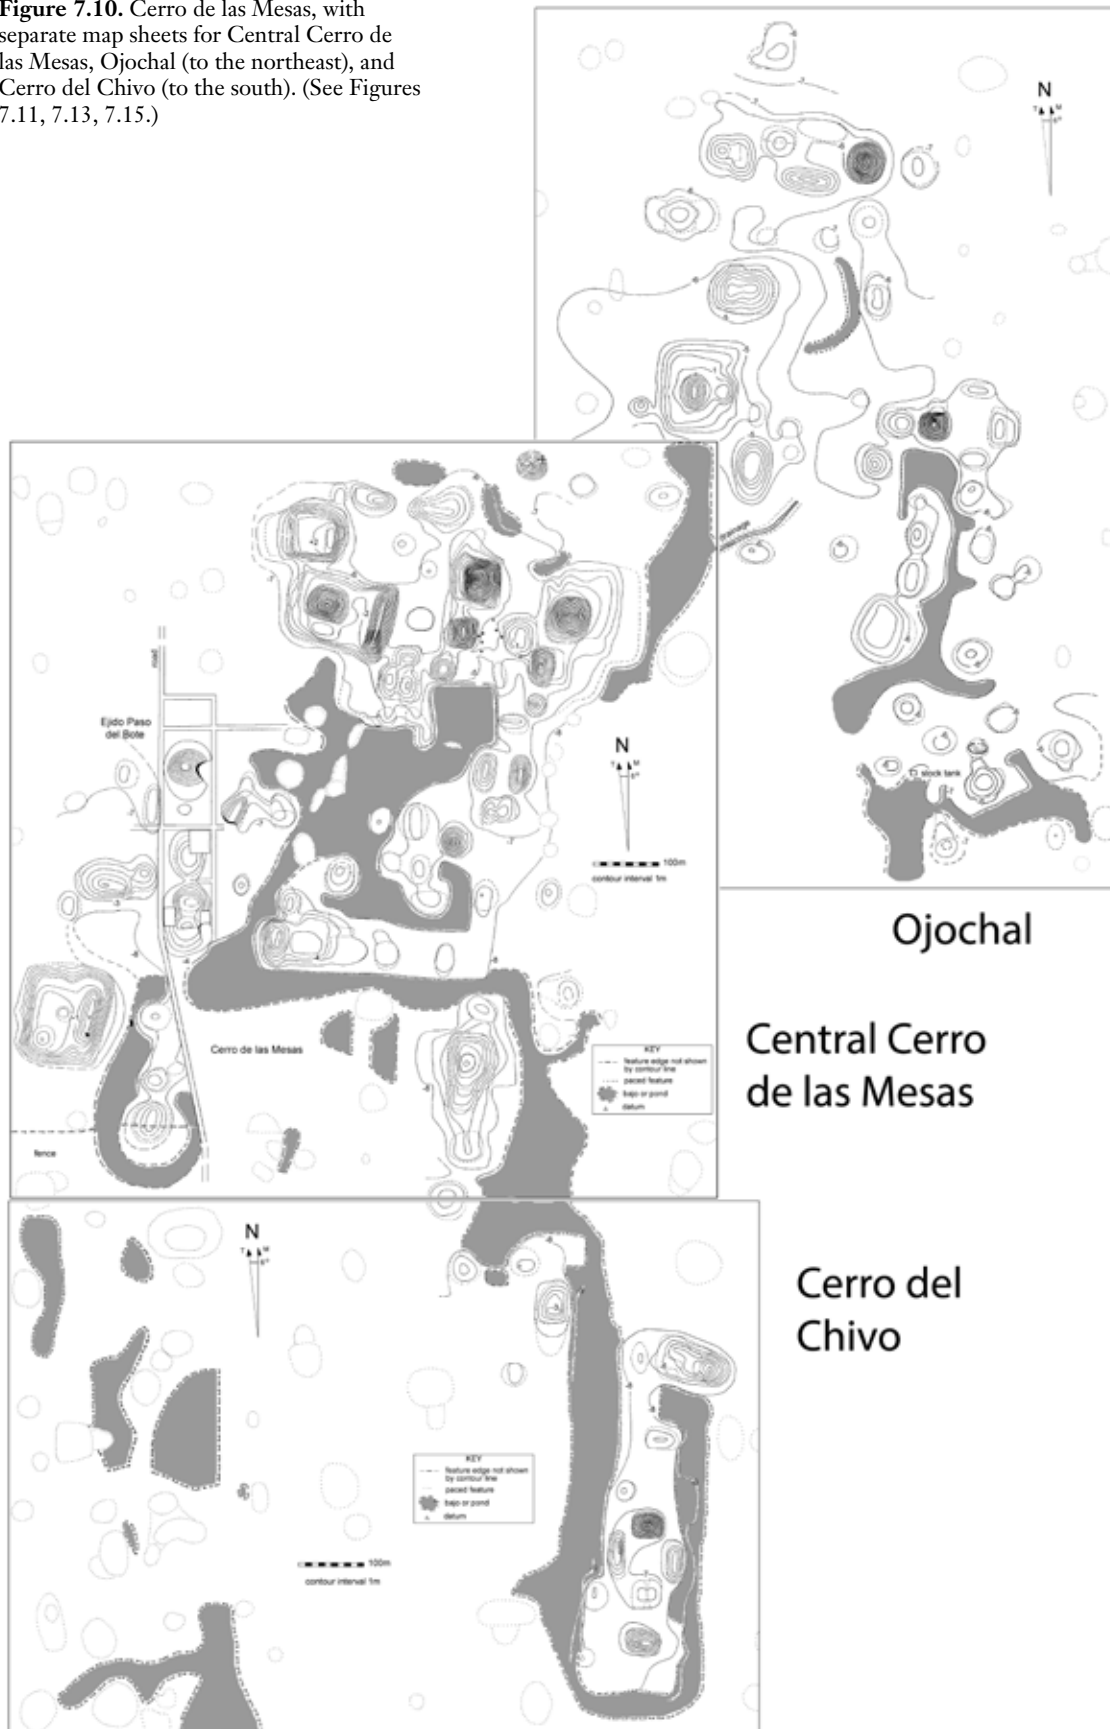 Figure 7.10. Cerro de las Mesas, with
separate map sheets for Central Cerro de
las Mesas, Ojochal (to the northeast), and
Cerro del Chivo (to the south). (See Figures
7.11, 7.13, 7.15.)
N
T M
drainage
stock tank
Ojochal
road
Ejido Paso
del Bote
N
T M
100m
contour interval 1m
Cerro de las Mesas
fence
KEY
feature edge not shown
by contour line
paced feature
bajo or pond
datum
Central Cerro
de las Mesas
N
T M
KEY
feature edge not shown
by contour line
paced feature
bajo or pond
datum
100m
contour interval 1m
Cerro del
Chivo